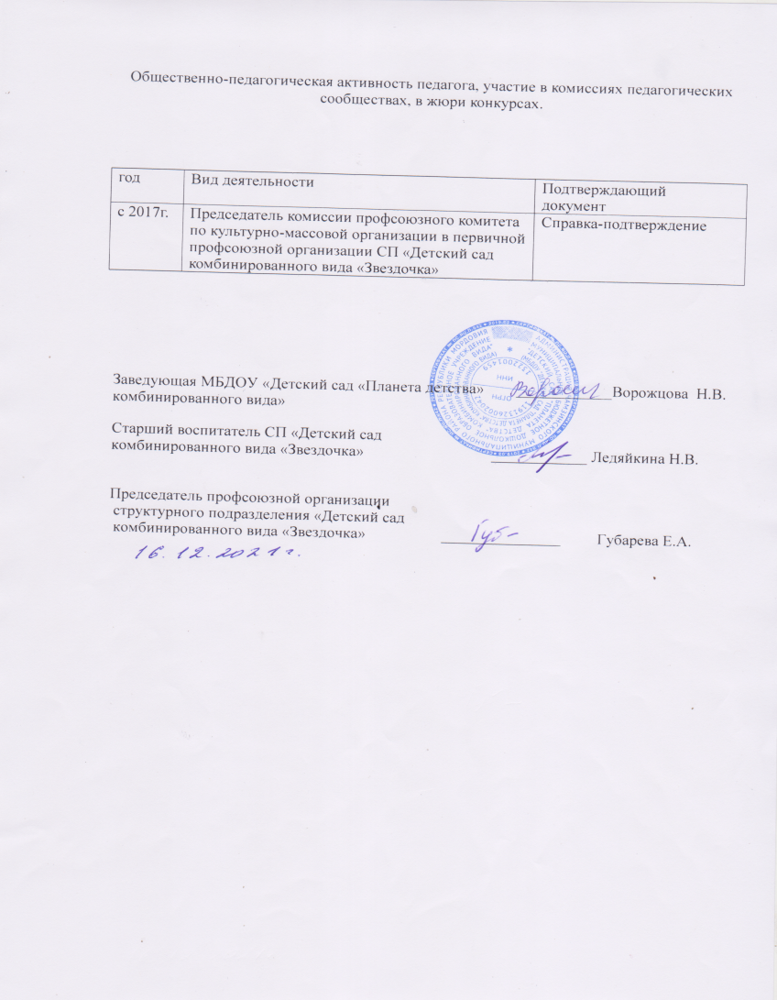 Общественно-педагогическая активность педагога, участие в комиссиях педагогических
сообществах, в жюри конкурсах.
год Вид деятельности Подтверждающий
документ
с 2017г. Председатель комиссии профсоюзного комитета Справка-подтверждение
по культурно-массовой организации в первичной
профсоюзной организации СП «Детский сад
комбинированного вида «Звездочка»
Заведующая МБДОУ «Детский сад «Планета детства» Ворожцова Н.В.
комбинированного вида»
Старший воспитатель СП «Детский сад
комбинированного вида «Звездочка» Ледяйкина Н.В.
Председатель профсоюзной организации
структурного подразделения «Детский сад
комбинированного вида «Звездочка» Губарева Е.А.
16.12.2021г.